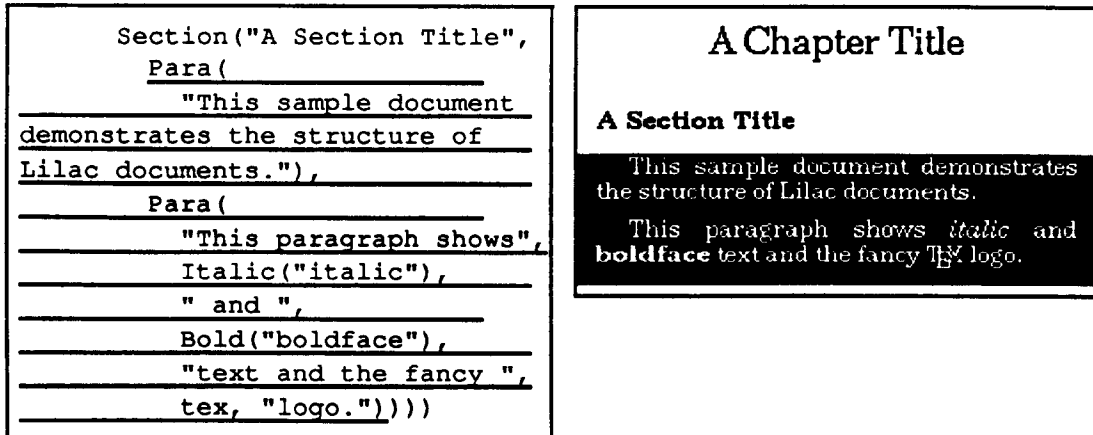 Section("A Section Title",
Para(
"This sample document
demonstrates the structure of
Lilac documents."),
Para(
"This paragraph shows",
Italic("italic"),
" and ",
Bold("boldface"),
"text and the fancy ",
tex, "logo."))))
A Chapter Title
A Section Title
This sample document demonstrates
the structure of Lilac documents.
This paragraph shows italic and
boldface text and the fancy TEX logo.